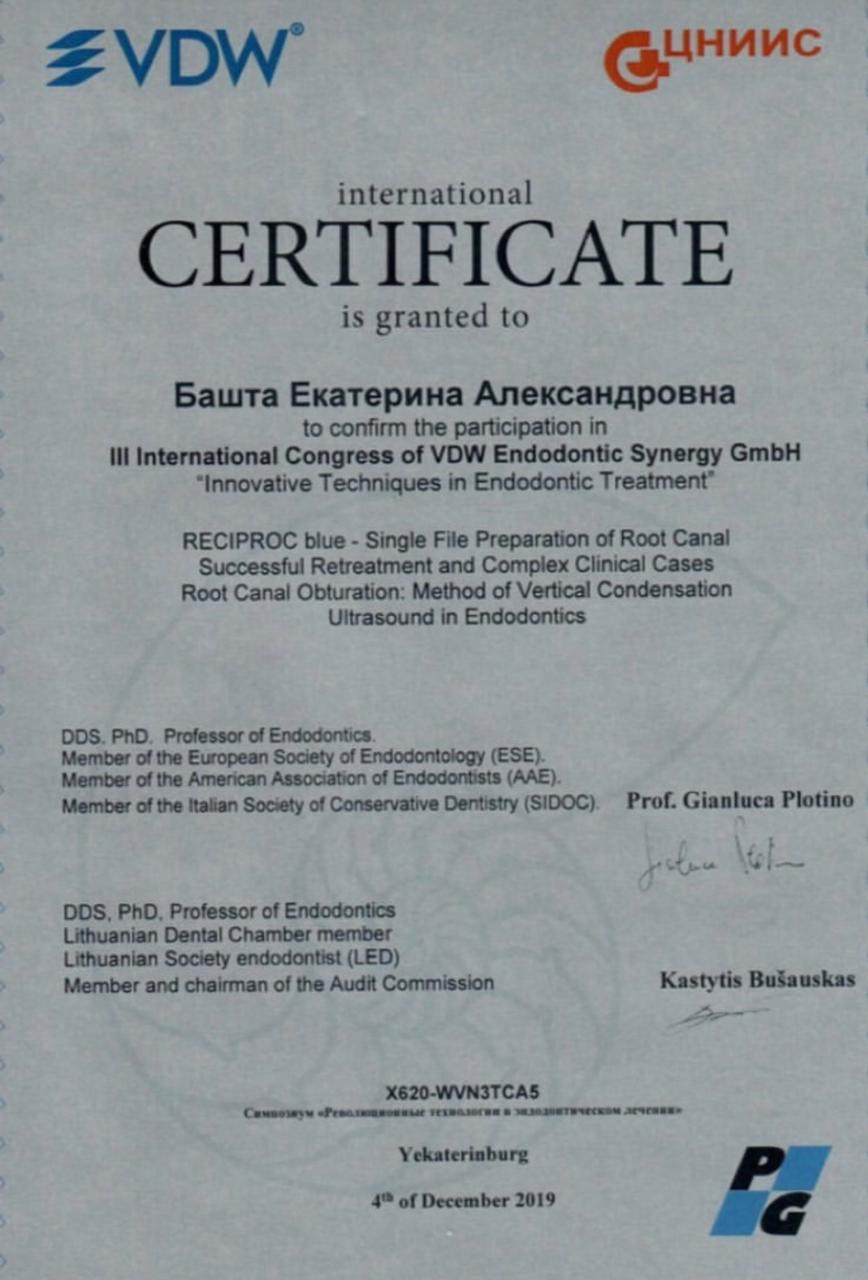 VDW®
ЦНИИС
international
CERTIFICATE
is granted to
Башта Екатерина Александровна
to confirm the participation in
III International Congress of VDW Endodontic Synergy GmbH
“Innovative Techniques in Endodontic Treatment”
RECIPROC blue - Single File Preparation of Root Canal
Successful Retreatment and Complex Clinical Cases
Root Canal Obturation: Method of Vertical Condensation
Ultrasound in Endodontics
DDS, PhD, Professor of Endodontics.
Member of the European Society of Endodontology (ESE).
Member of the American Association of Endodontists (AAE).
Member of the Italian Society of Conservative Dentistry (SIDOC). Prof. Gianluca Plotino
DDS, PhD, Professor of Endodontics
Lithuanian Dental Chamber member
Lithuanian Society endodontist (LED)
Member and chairman of the Audit Commission Kastytis Bušauskas
X620-WVN3TCA5
Симпозиум «Революционные технологии в эндодонтическом лечении»
Yekaterinburg
4th of December 2019
PG